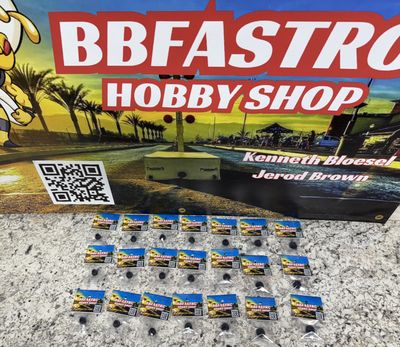 BBFASTRO
HOBBY SHOP
Kenneth Bloesel
Jerod Brown